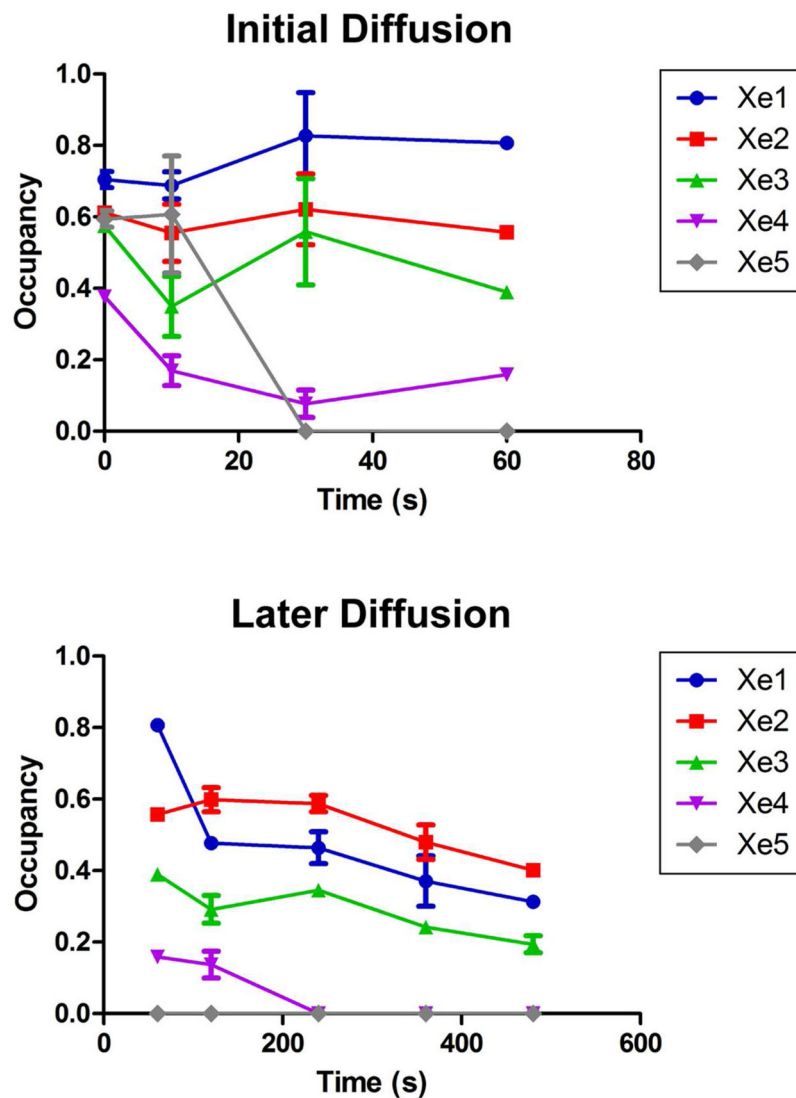 Initial Diffusion
1.0
0.8
0.6
0.4
0.2
0.0
Occupancy
0 20 40 60 80
Time (s)
Xe1
Xe2
Xe3
Xe4
Xe5
Later Diffusion
1.0
0.8
0.6
0.4
0.2
0.0
Occupancy
0 200 400 600
Time (s)
Xe1
Xe2
Xe3
Xe4
Xe5